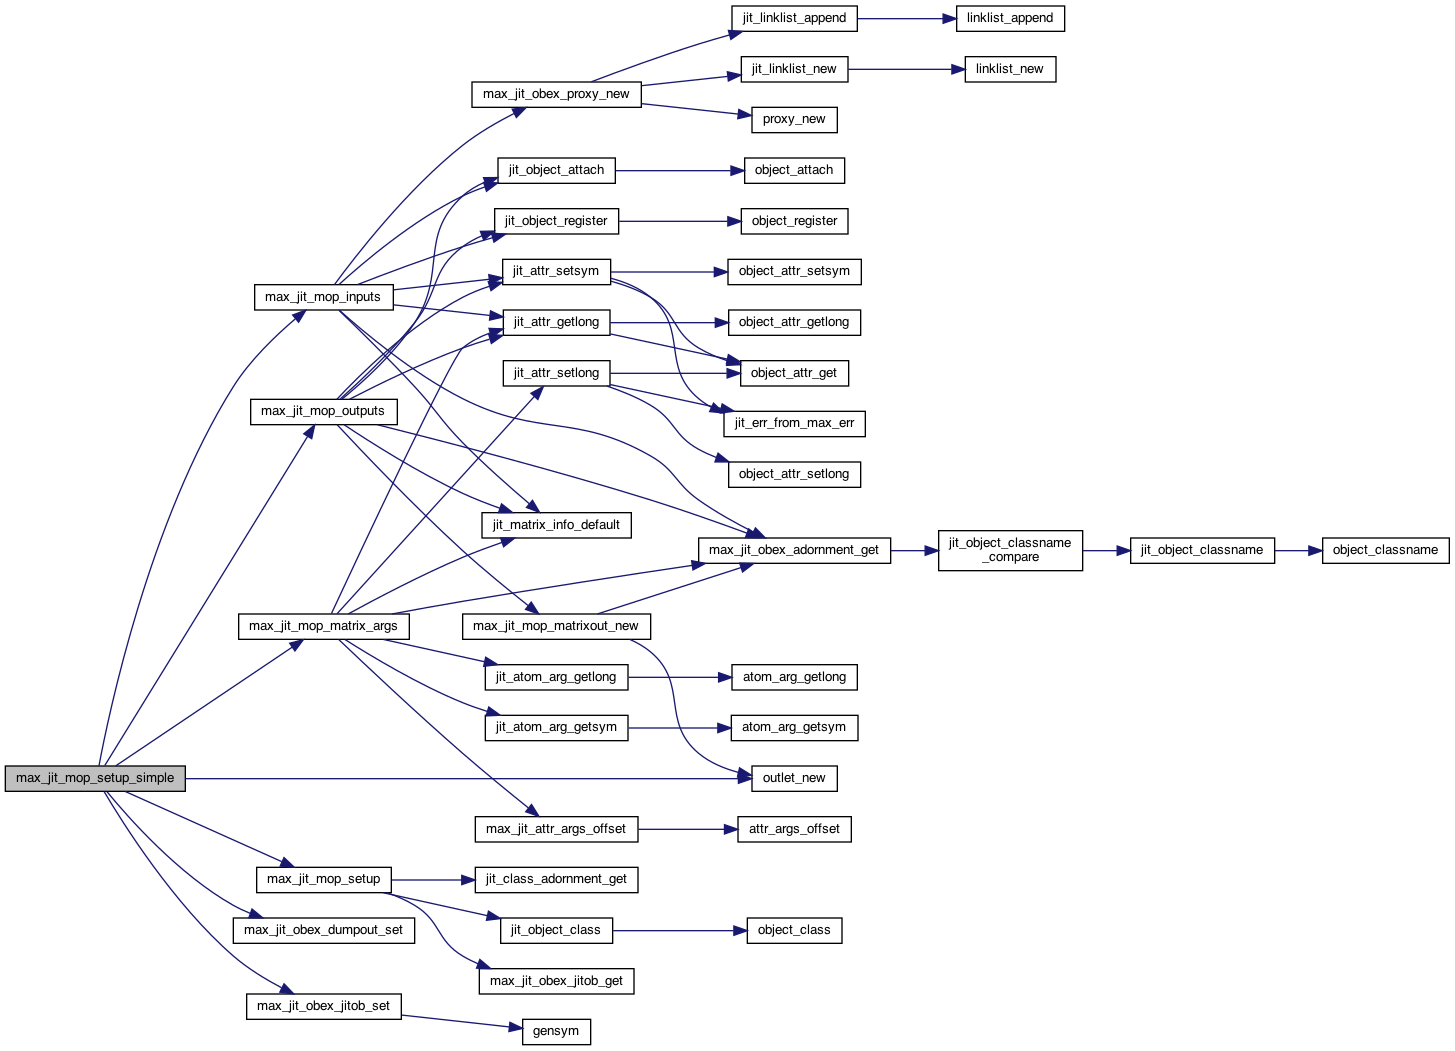 jit_linklist_append
linklist_append
jit_linklist_new
linklist_new
max_jit_obex_proxy_new
proxy_new
jit_object_attach
object_attach
jit_object_register
object_register
jit_attr_setsym
object_attr_setsym
max_jit_mop_inputs
jit_attr_getlong
object_attr_getlong
jit_attr_setlong
object_attr_get
max_jit_mop_outputs
jit_err_from_max_err
object_attr_setlong
jit_matrix_info_default
max_jit_obex_adornment_get
jit_object_classname
_compare
jit_object_classname
object_classname
max_jit_mop_matrix_args
max_jit_mop_matrixout_new
jit_atom_arg_getlong
atom_arg_getlong
jit_atom_arg_getsym
atom_arg_getsym
max_jit_mop_setup_simple
outlet_new
max_jit_attr_args_offset
attr_args_offset
max_jit_mop_setup
jit_class_adornment_get
max_jit_obex_dumpout_set
jit_object_class
object_class
max_jit_obex_jitob_get
max_jit_obex_jitob_set
gensym